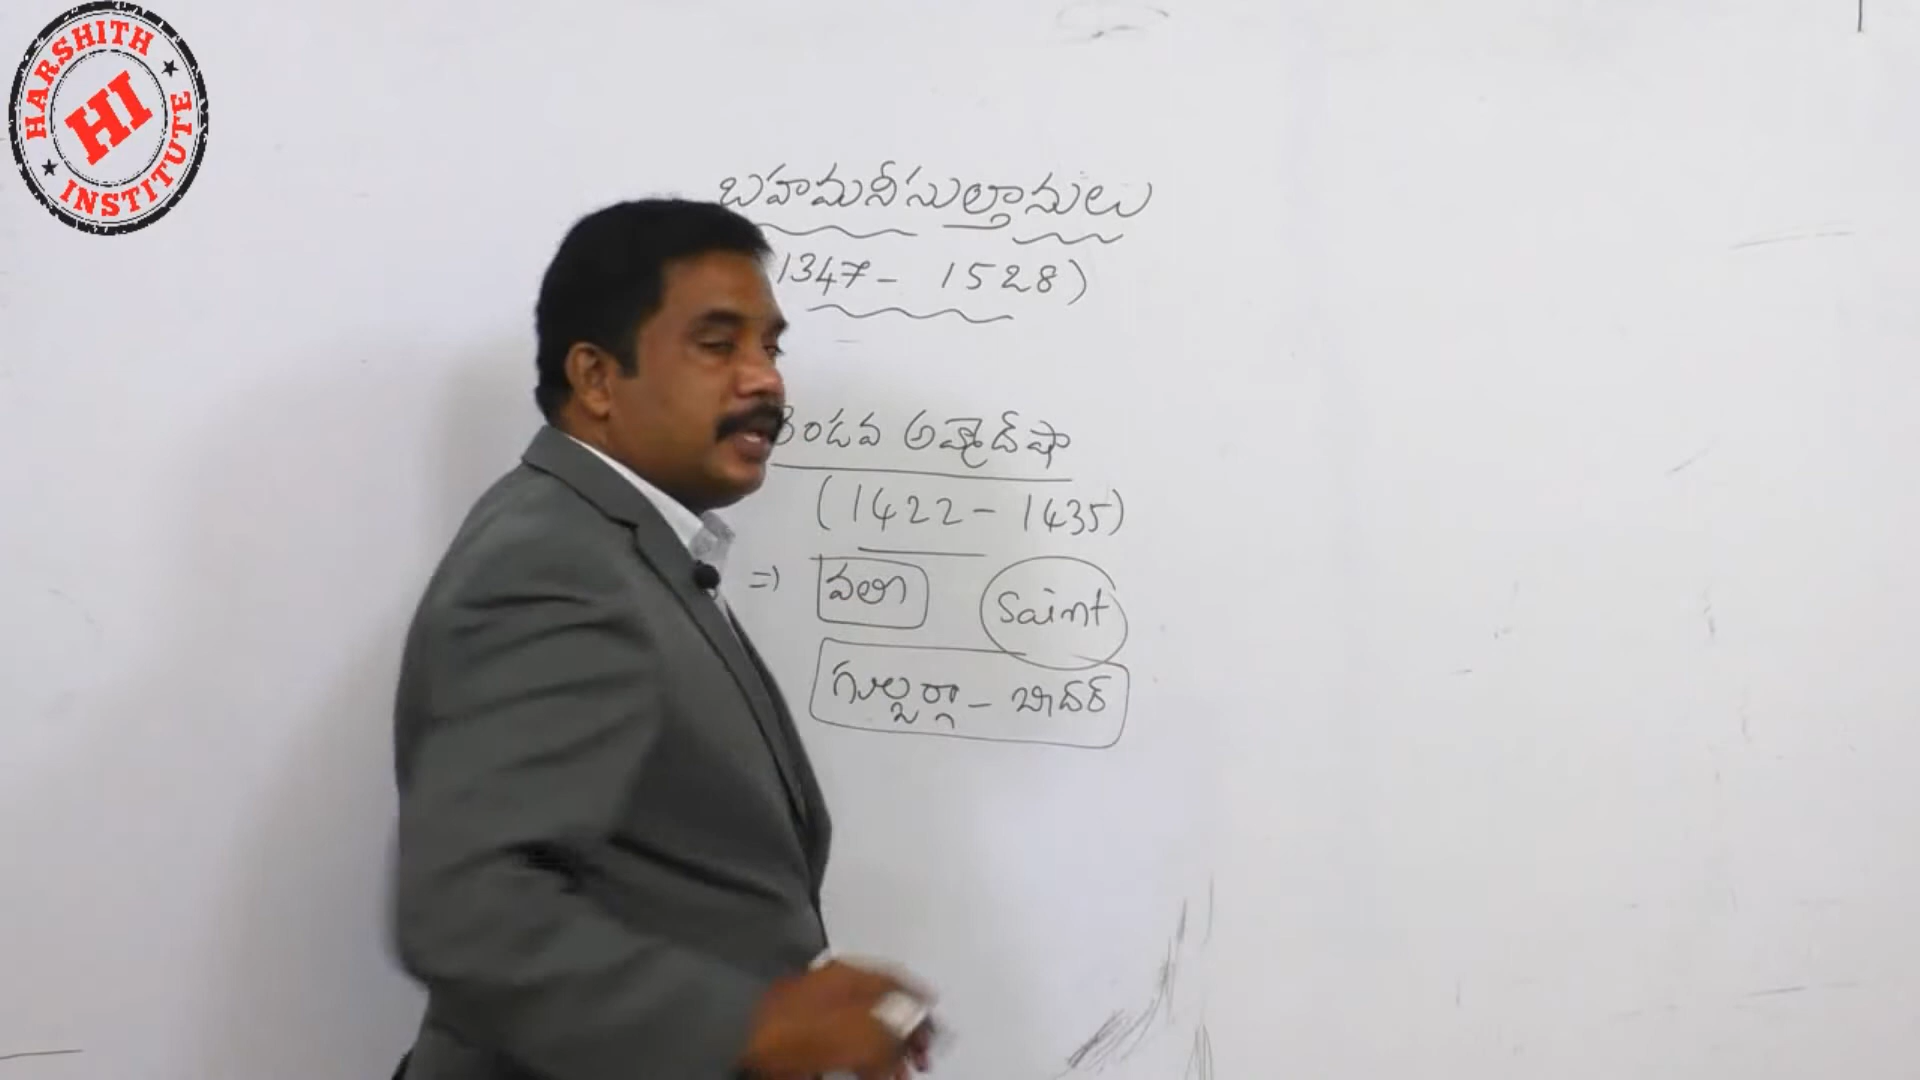 HARSHITH
HI
INSTITUTE
బహమనీసుల్తానులు
1347 - 1528)
రెండవ అహ్మద్‌షా
(1422 - 1435)
=> వలీ Saint
గుల్బర్గా - బీదర్